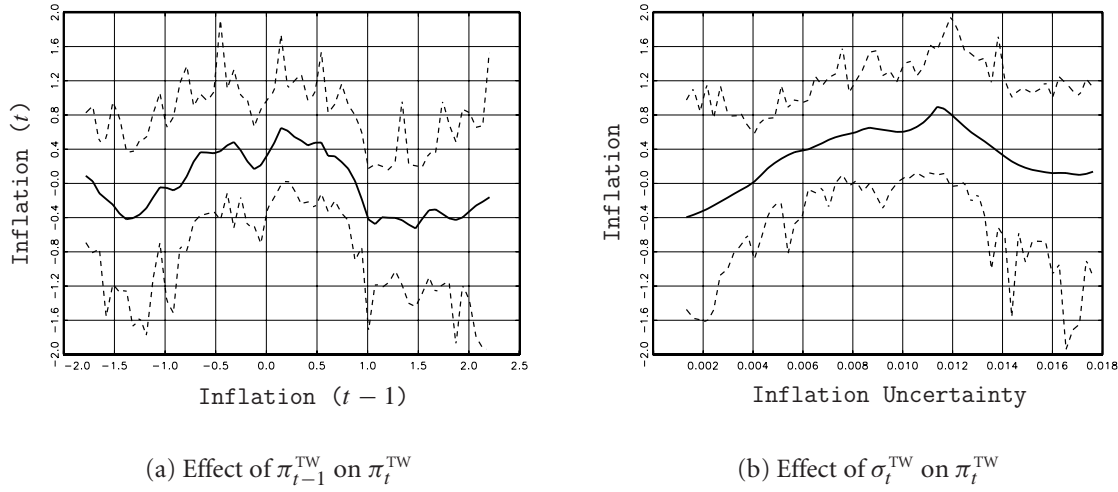 2.0
1.6
1.2
0.8
0.4
−0.0
−0.4
−0.8
−1.2
−1.6
−2.0
Inflation (t)
−2.0 −1.5 −1.0 −0.5 0.0 0.5 1.0 1.5 2.0 2.5
Inflation (t − 1)
(a) Effect of π_{t−1}^{TW} on π_t^{TW}
2.0
1.6
1.2
0.8
0.4
−0.0
−0.4
−0.8
−1.2
−1.6
−2.0
Inflation
0.002 0.004 0.006 0.008 0.010 0.012 0.014 0.016 0.018
Inflation Uncertainty
(b) Effect of σ_t^{TW} on π_t^{TW}